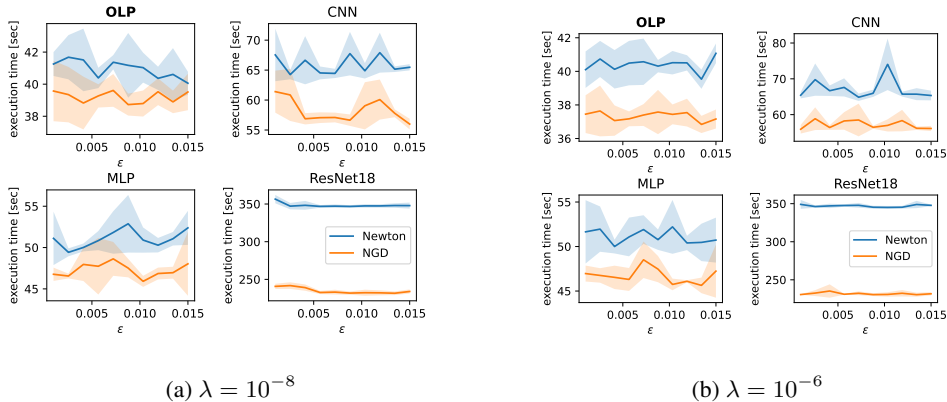 OLP
execution time [sec]
42
40
38
0.005 0.010 0.015
ε
CNN
execution time [sec]
70
65
60
55
0.005 0.010 0.015
ε
MLP
execution time [sec]
55
50
45
0.005 0.010 0.015
ε
ResNet18
execution time [sec]
350
300
250
0.005 0.010 0.015
ε
Newton
NGD
(a) λ = 10⁻⁸
OLP
execution time [sec]
42
40
38
36
0.005 0.010 0.015
ε
CNN
execution time [sec]
80
70
60
0.005 0.010 0.015
ε
MLP
execution time [sec]
55
50
45
0.005 0.010 0.015
ε
ResNet18
execution time [sec]
350
300
250
0.005 0.010 0.015
ε
Newton
NGD
(b) λ = 10⁻⁶